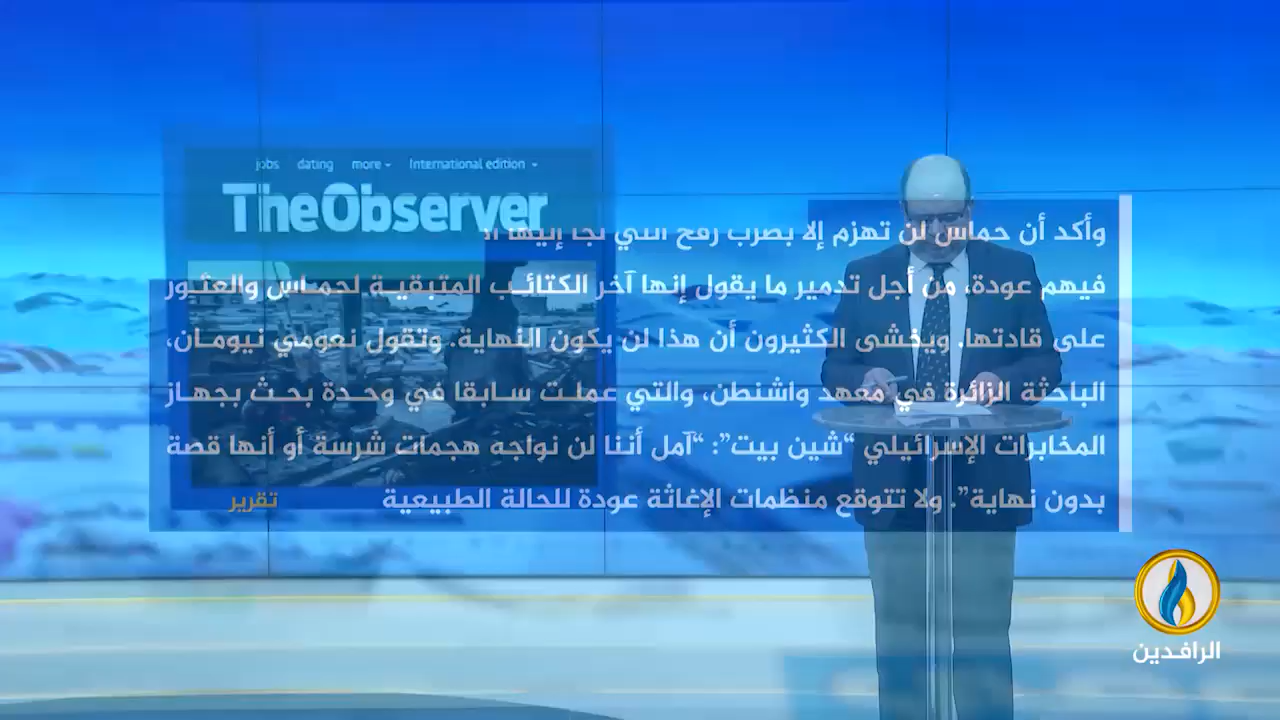 jobs dating more International edition
TheObserver
وأكد أن حماس لن تهزم إلا بضرب رفح التي
فيهم عودة، من أجل تدمير ما يقول إنها آخر الكتائب المتبقية لحماس والعثور
على قادتها. ويخشى الكثيرون أن هذا لن يكون النهاية. وتقول نعومي نيومان،
الباحثة الزائرة في معهد واشنطن، والتي عملت سابقا في وحدة بحث بجهاز
المخابرات الإسرائيلي “شين بيت”: “آمل أننا لن نواجه هجمات شرسة أو أنها قصة
بدون نهاية”. ولا تتوقع منظمات الإغاثة عودة للحالة الطبيعية
تقرير
الرافدين